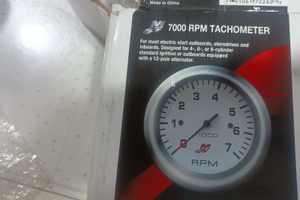 Made in China
7000 RPM TACHOMETER
For most electric start outboards, sterndrives and
inboards. Designed for 4-, 6-, or 8-cylinder
standard ignition or outboards equipped
with a 12-pole alternator.
0 1 2 3 4 5 6 7
x1000
RPM